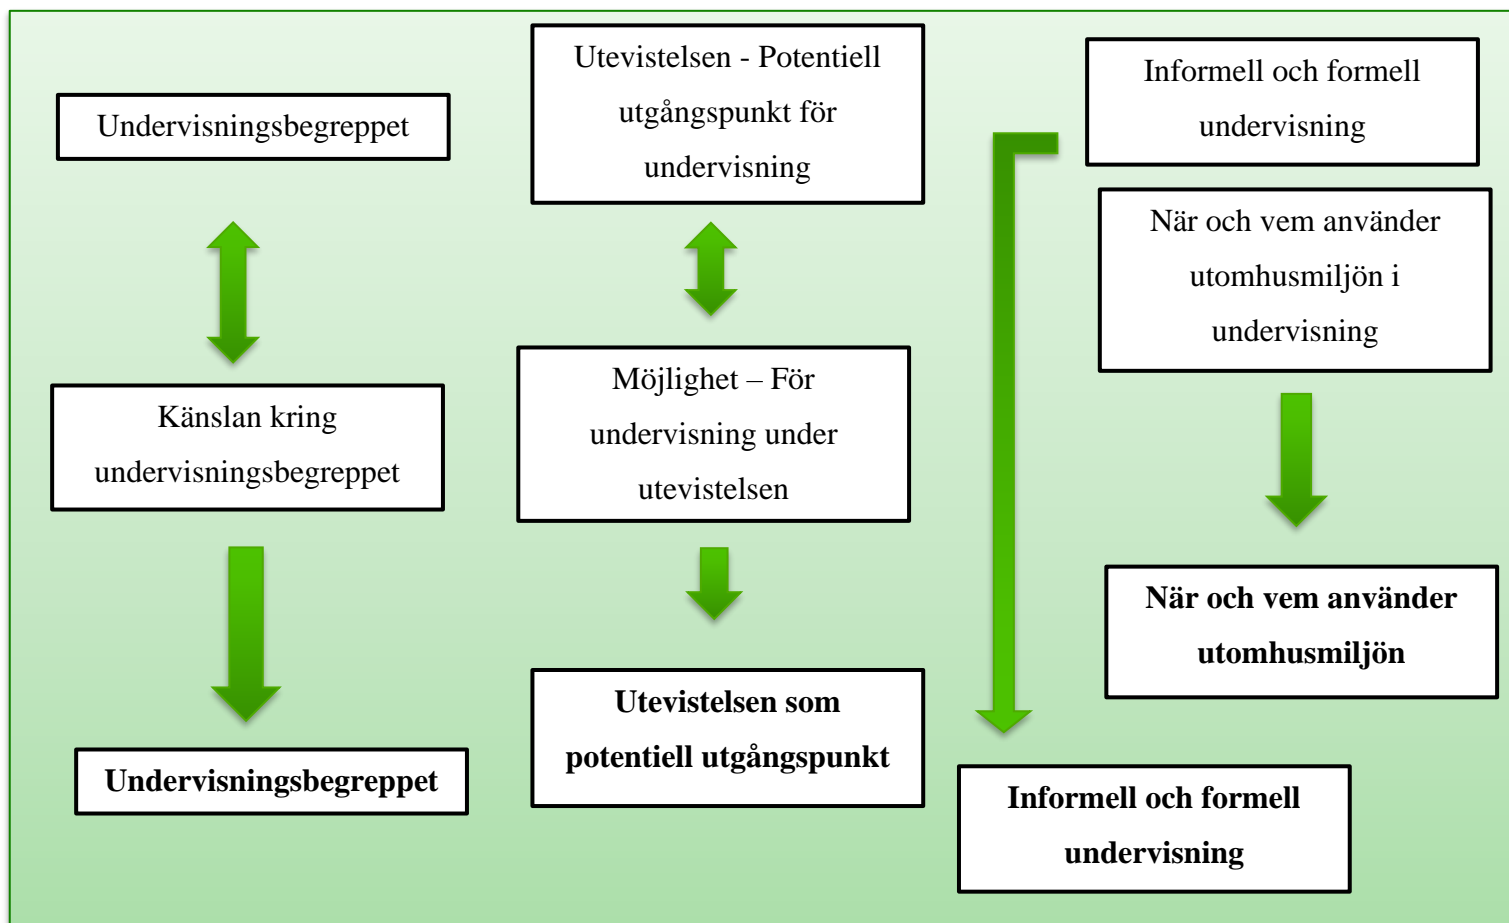 Undervisningsbegreppet
Känslan kring
undervisningsbegreppet
Undervisningsbegreppet
Utevistelsen - Potentiell
utgångspunkt för
undervisning
Möjlighet – För
undervisning under
utevistelsen
Utevistelsen som
potentiell utgångspunkt
Informell och formell
undervisning
När och vem använder
utomhusmiljön i
undervisning
När och vem använder
utomhusmiljön
Informell och formell
undervisning